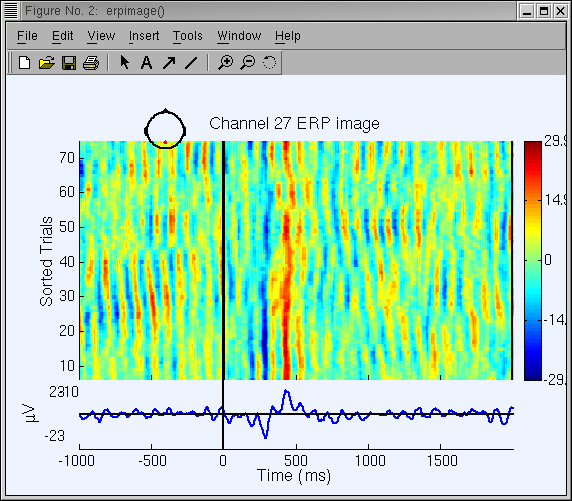 Figure No. 2:  erpimage()
File Edit View Insert Tools Window Help
A
Channel 27 ERP image
Sorted Trials
70
60
50
40
30
20
10
29.9
14.9
0
-14.
-29.
µV
2310
-23
-1000 -500 0 500 1000 1500
Time (ms)